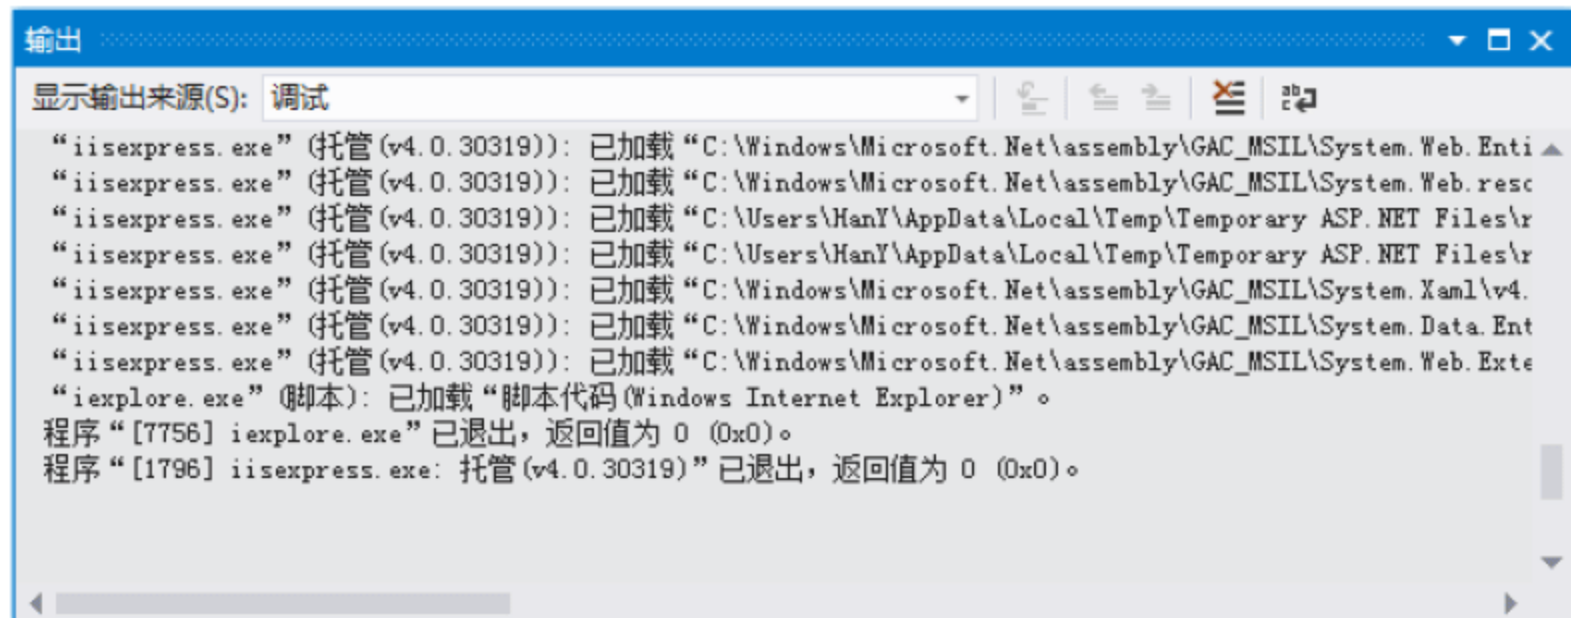 输出
显示输出来源(S): 调试
“iisexpress.exe” (托管(v4.0.30319)): 已加载“C:\Windows\Microsoft.Net\assembly\GAC_MSIL\System.Web.Enti
“iisexpress.exe” (托管(v4.0.30319)): 已加载“C:\Windows\Microsoft.Net\assembly\GAC_MSIL\System.Web.reso
“iisexpress.exe” (托管(v4.0.30319)): 已加载“C:\Users\HanY\AppData\Local\Temp\Temporary ASP.NET Files\r
“iisexpress.exe” (托管(v4.0.30319)): 已加载“C:\Users\HanY\AppData\Local\Temp\Temporary ASP.NET Files\r
“iisexpress.exe” (托管(v4.0.30319)): 已加载“C:\Windows\Microsoft.Net\assembly\GAC_MSIL\System.Xaml\v4.
“iisexpress.exe” (托管(v4.0.30319)): 已加载“C:\Windows\Microsoft.Net\assembly\GAC_MSIL\System.Data.Ent
“iisexpress.exe” (托管(v4.0.30319)): 已加载“C:\Windows\Microsoft.Net\assembly\GAC_MSIL\System.Web.Exte
“iexplore.exe” (脚本): 已加载“脚本代码(Windows Internet Explorer)”。
程序“[7756] iexplore.exe”已退出，返回值为 0 (0x0)。
程序“[1796] iisexpress.exe: 托管(v4.0.30319)”已退出，返回值为 0 (0x0)。